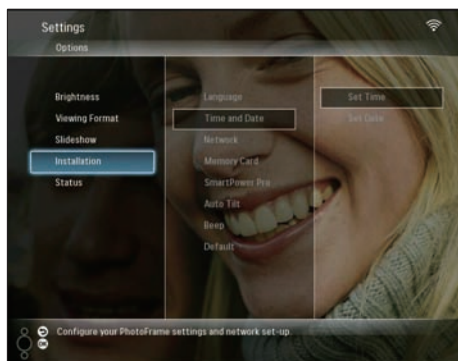 Settings
Options
Brightness
Viewing Format
Slideshow
Installation
Status
Language
Time and Date
Network
Memory Card
SmartPower Pro
Auto Tilt
Beep
Default
Set Time
Set Date
OK
Configure your PhotoFrame settings and network set-up.